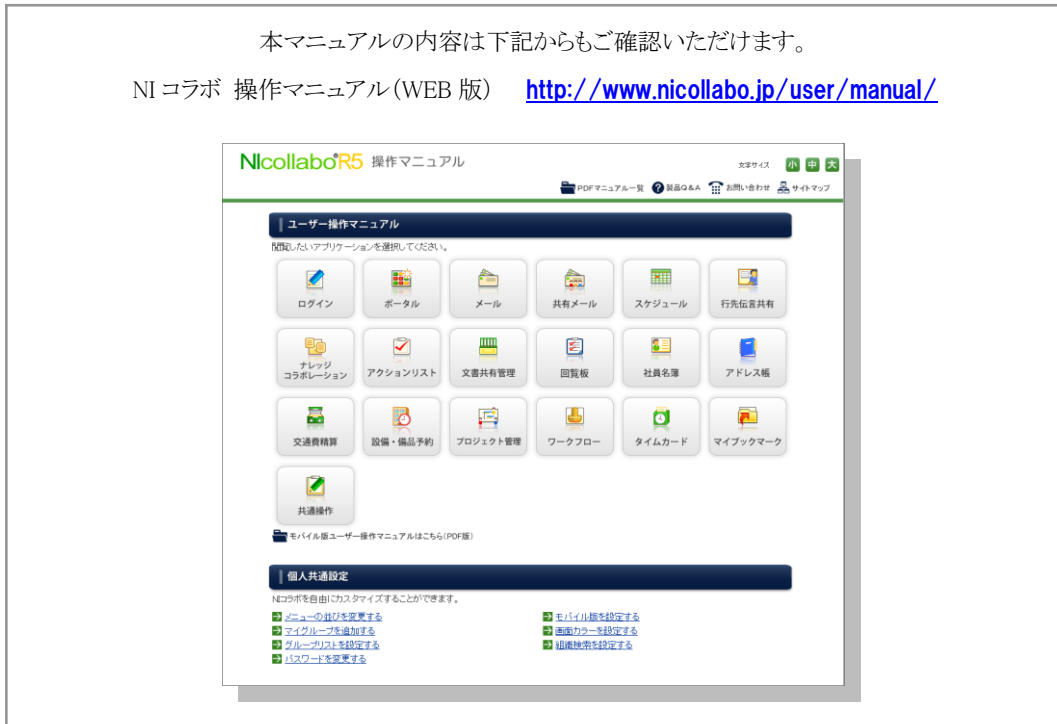 本マニュアルの内容は下記からもご確認いただけます。
NI コラボ 操作マニュアル(WEB 版) http://www.nicollabo.jp/user/manual/
NIcollabo R5 操作マニュアル
文字サイズ 小 中 大
PDFマニュアル一覧 製品Q&A お問い合わせ サイトマップ
ユーザー操作マニュアル
閲覧したいアプリケーションを選択してください。
ログイン ポータル メール 共有メール スケジュール 行先伝言共有
ナレッジ
コラボレーション アクションリスト 文書共有管理 回覧板 社員名簿 アドレス帳
交通費精算 設備・備品予約 プロジェクト管理 ワークフロー タイムカード マイブックマーク
共通操作
モバイル版ユーザー操作マニュアルはこちら(PDF版)
個人共通設定
NIコラボを自由にカスタマイズすることができます。
メニューの並びを変更する モバイル版を設定する
マイグループを追加する 画面カラーを設定する
グループリストを設定する 組織検索を設定する
パスワードを変更する